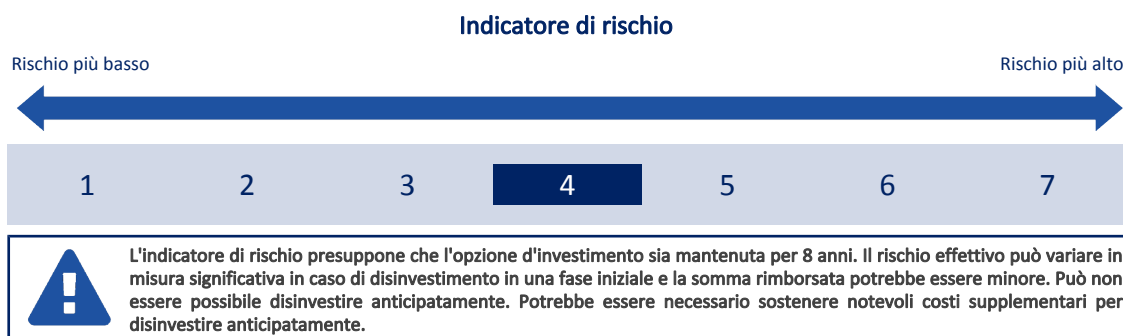 Indicatore di rischio
Rischio più basso
Rischio più alto
1 2 3 4 5 6 7
L'indicatore di rischio presuppone che l'opzione d'investimento sia mantenuta per 8 anni. Il rischio effettivo può variare in
misura significativa in caso di disinvestimento in una fase iniziale e la somma rimborsata potrebbe essere minore. Può non
essere possibile disinvestire anticipatamente. Potrebbe essere necessario sostenere notevoli costi supplementari per
disinvestire anticipatamente.